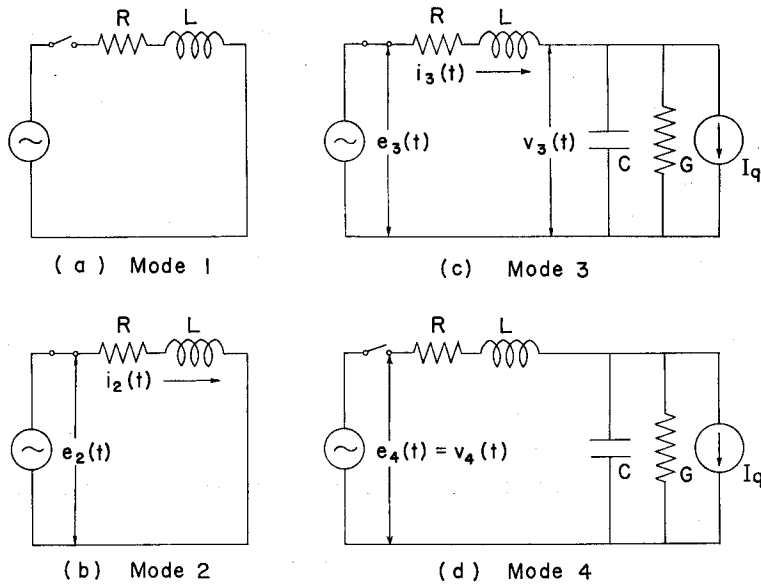 R L
( a ) Mode 1
R L
i3(t)
e3(t) v3(t)
C G Iq
( c ) Mode 3
R L
i2(t)
e2(t)
( b ) Mode 2
R L
e4(t) = v4(t)
C G Iq
( d ) Mode 4